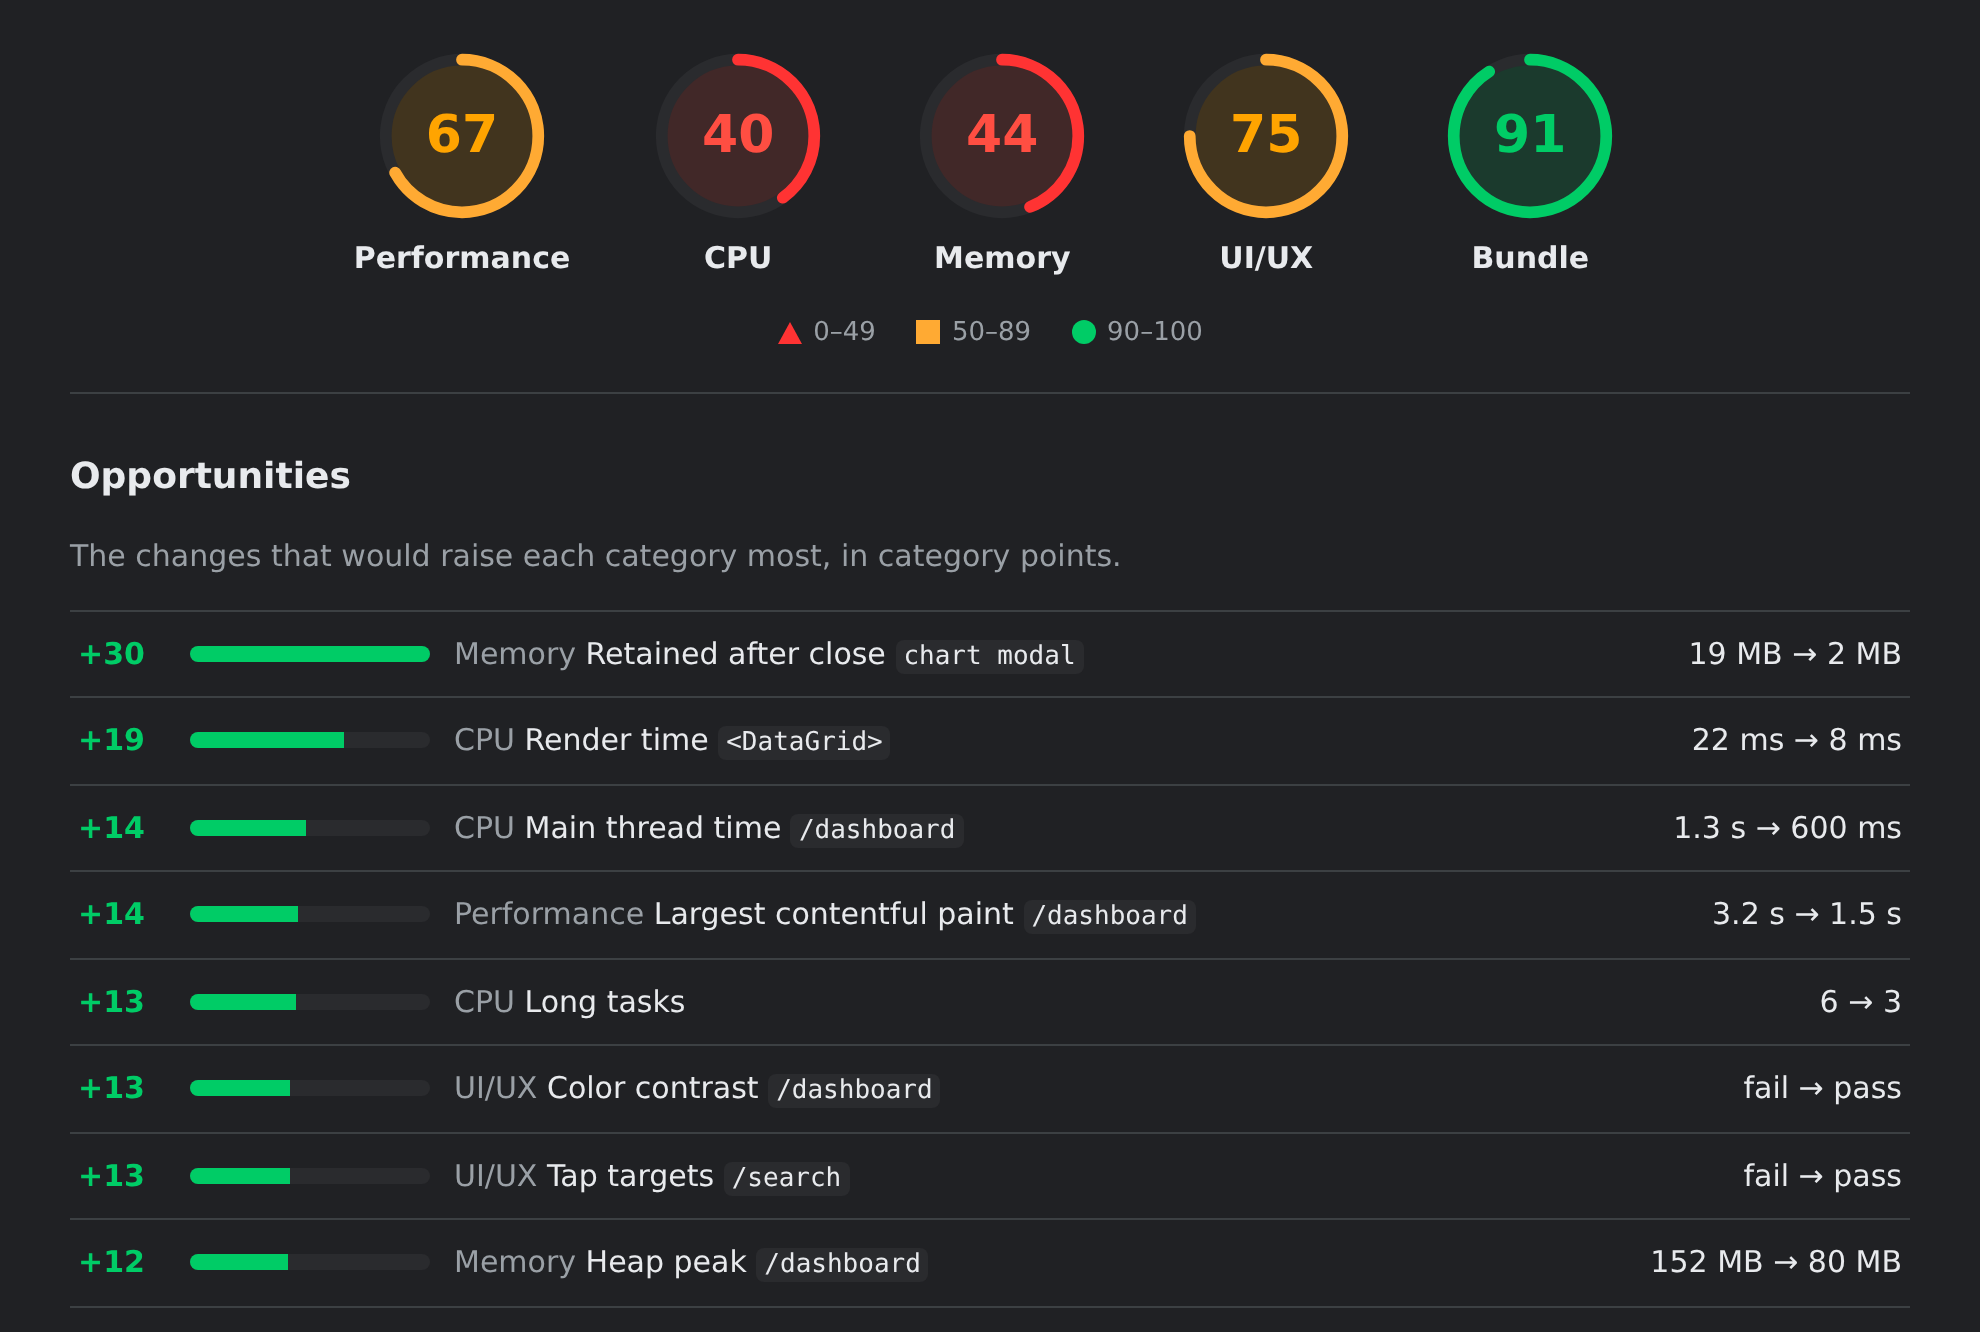 67 40 44 75 91
Performance CPU Memory UI/UX Bundle
0–49 50–89 90–100
Opportunities
The changes that would raise each category most, in category points.
+30 Memory Retained after close chart modal 19 MB → 2 MB
+19 CPU Render time <DataGrid> 22 ms → 8 ms
+14 CPU Main thread time /dashboard 1.3 s → 600 ms
+14 Performance Largest contentful paint /dashboard 3.2 s → 1.5 s
+13 CPU Long tasks 6 → 3
+13 UI/UX Color contrast /dashboard fail → pass
+13 UI/UX Tap targets /search fail → pass
+12 Memory Heap peak /dashboard 152 MB → 80 MB